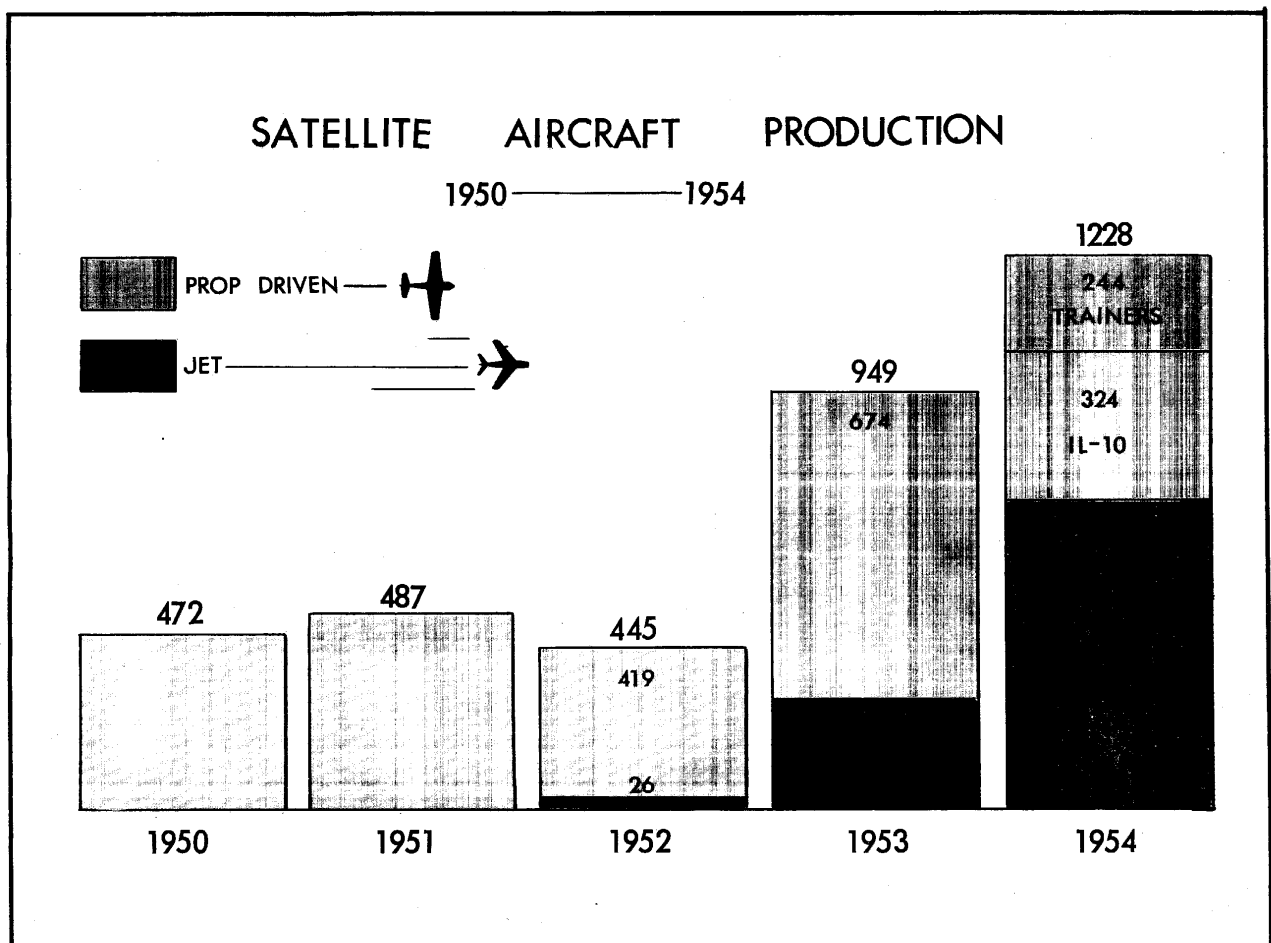 SATELLITE AIRCRAFT PRODUCTION
1950 — 1954
PROP DRIVEN
JET
472
487
445
419
26
949
674
1228
244
TRAINERS
324
IL-10
1950 1951 1952 1953 1954